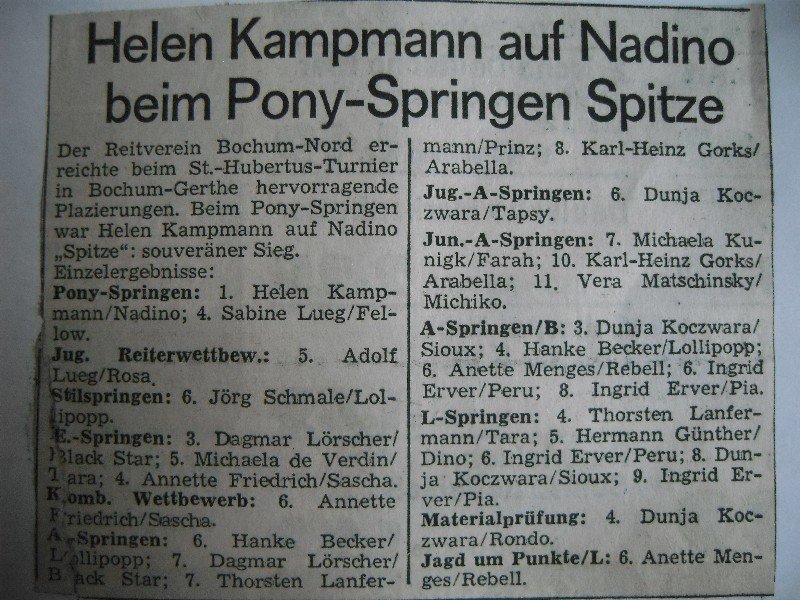 Helen Kampmann auf Nadino
beim Pony-Springen Spitze
Der Reitverein Bochum-Nord er-
reichte beim St.-Hubertus-Turnier
in Bochum-Gerthe hervorragende
Plazierungen. Beim Pony-Springen
war Helen Kampmann auf Nadino
„Spitze“: souveräner Sieg.
Einzelergebnisse:
Pony-Springen: 1. Helen Kamp-
mann/Nadino; 4. Sabine Lueg/Fel-
low.
Jug. Reiterwettbew.: 5. Adolf
Lueg/Rosa.
Stilspringen: 6. Jörg Schmale/Lol-
lipopp.
E.-Springen: 3. Dagmar Lörscher/
Black Star; 5. Michaela de Verdin/
Tara; 4. Annette Friedrich/Sascha.
Komb. Wettbewerb: 6. Annette
Friedrich/Sascha.
A-Springen: 6. Hanke Becker/
Lollipopp; 7. Dagmar Lörscher/
Black Star; 7. Thorsten Lanfer-
mann/Prinz; 8. Karl-Heinz Gorks/
Arabella.
Jug.-A-Springen: 6. Dunja Koc-
zwara/Tapsy.
Jun.-A-Springen: 7. Michaela Ku-
nigk/Farah; 10. Karl-Heinz Gorks/
Arabella; 11. Vera Matschinsky/
Michiko.
A-Springen/B: 3. Dunja Koczwara/
Sioux; 4. Hanke Becker/Lollipopp;
6. Anette Menges/Rebell; 6. Ingrid
Erver/Peru; 8. Ingrid Erver/Pia.
L-Springen: 4. Thorsten Lanfer-
mann/Tara; 5. Hermann Günther/
Dino; 6. Ingrid Erver/Peru; 8. Dun-
ja Koczwara/Sioux; 9. Ingrid Er-
ver/Pia.
Materialprüfung: 4. Dunja Koc-
zwara/Rondo.
Jagd um Punkte/L: 6. Anette Men-
ges/Rebell.